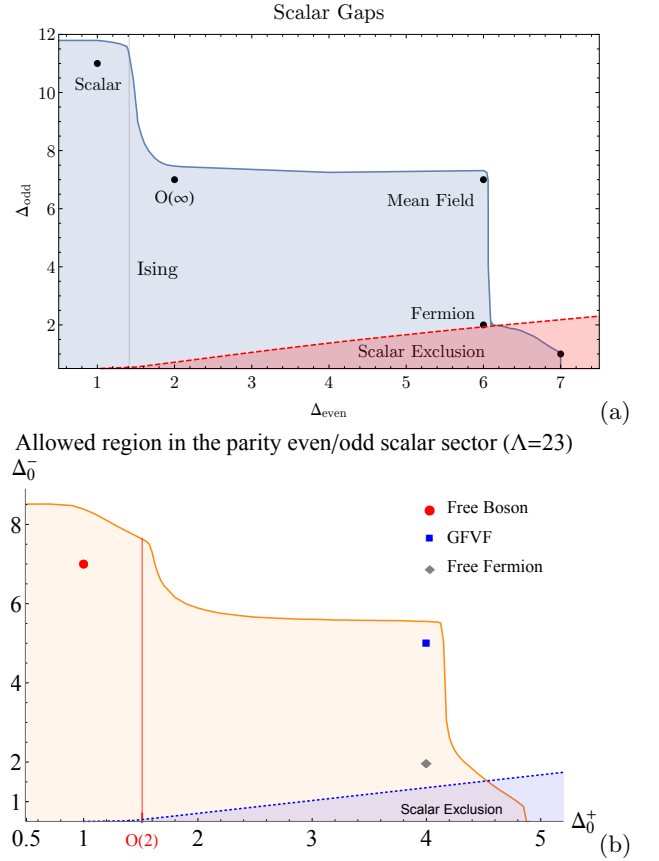 Scalar Gaps
12
10
8
6
4
2
Δodd
Scalar
O(∞)
Mean Field
Ising
Fermion
Scalar Exclusion
1 2 3 4 5 6 7
Δeven
(a)
Allowed region in the parity even/odd scalar sector (Λ=23)
Δ₀⁻
8
6
4
2
1
Free Boson
GFVF
Free Fermion
Scalar Exclusion
0.5 1 O(2) 2 3 4 5 Δ₀⁺
(b)